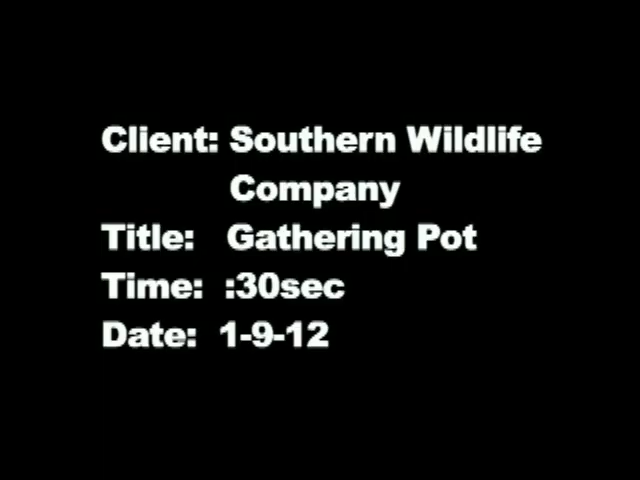 Client: Southern Wildlife
Company
Title: Gathering Pot
Time: :30sec
Date: 1-9-12